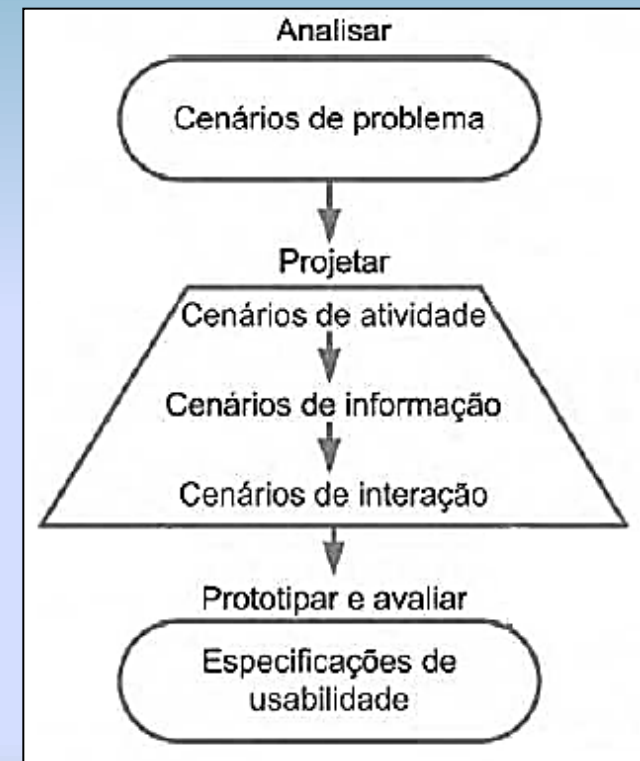 Analisar
Cenários de problema
Projetar
Cenários de atividade
Cenários de informação
Cenários de interação
Prototipar e avaliar
Especificações de
usabilidade